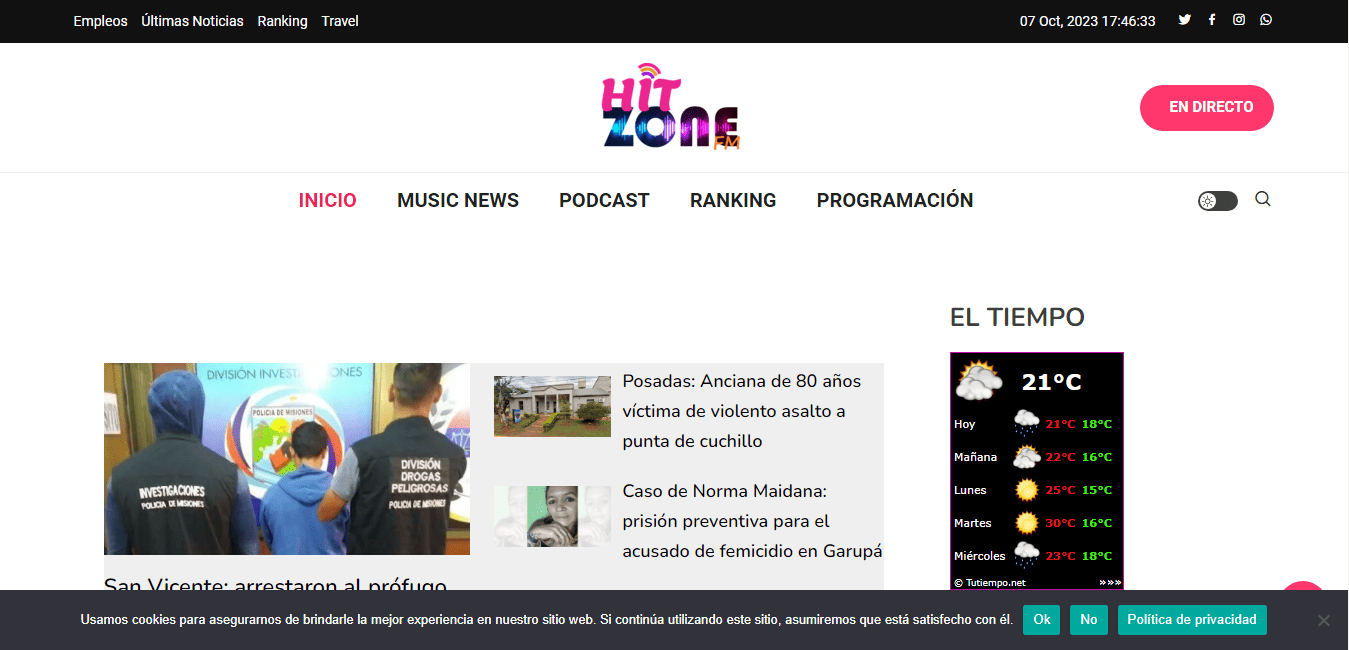 Empleos Últimas Noticias Ranking Travel
07 Oct, 2023 17:46:33
HIT
ZONE
FM
EN DIRECTO
INICIO MUSIC NEWS PODCAST RANKING PROGRAMACIÓN
EL TIEMPO
21°C
Hoy 21°C 18°C
Mañana 22°C 16°C
Lunes 25°C 15°C
Martes 30°C 16°C
Miércoles 23°C 18°C
© Tutiempo.net »»»
DIVISIÓN INVEST
ONES
POLICIA DE MISIONES
INVESTIGACIONES
POLICIA DE MISIONES
DIVISIÓN
DROGAS
PELIGROSAS
POLICIA DE MISIONES
Posadas: Anciana de 80 años
víctima de violento asalto a
punta de cuchillo
Caso de Norma Maidana:
prisión preventiva para el
acusado de femicidio en Garupá
San Vicente: arrestaron al prófugo
Usamos cookies para asegurarnos de brindarle la mejor experiencia en nuestro sitio web. Si continúa utilizando este sitio, asumiremos que está satisfecho con él. Ok No Política de privacidad